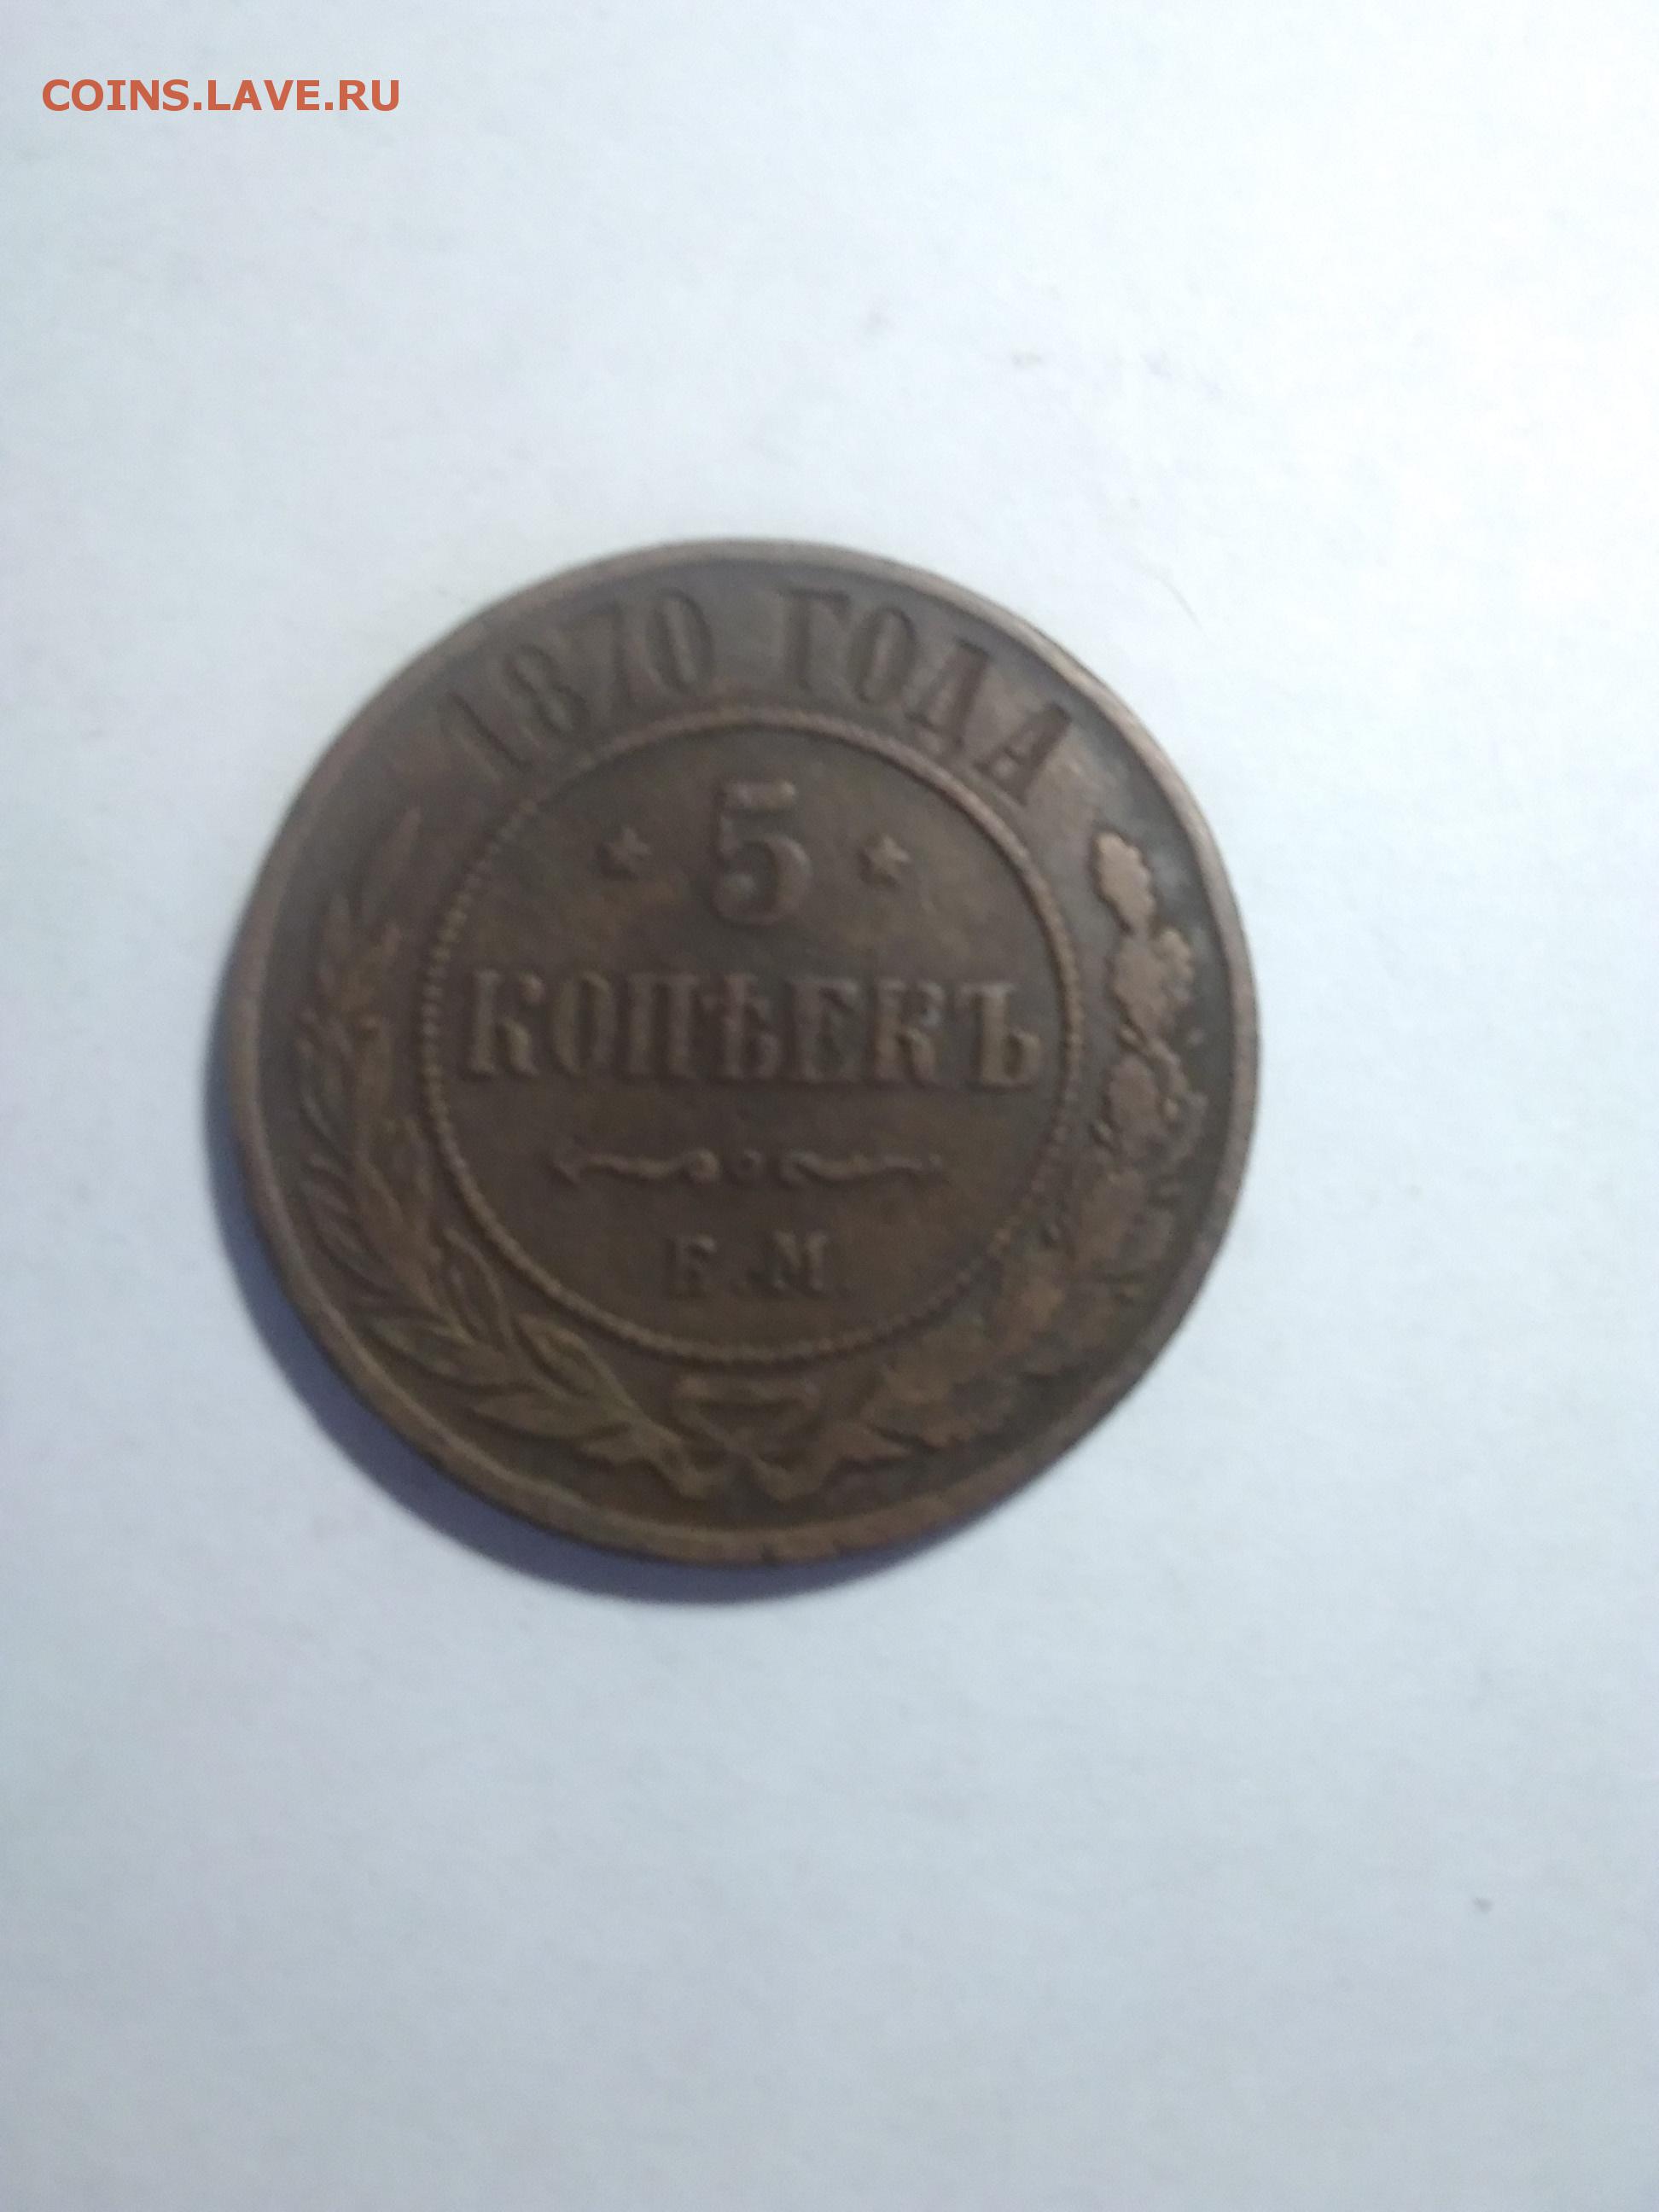 COINS.LAVE.RU
1870 ГОДА
* 5 *
КОПѢЕКЪ
Е.М